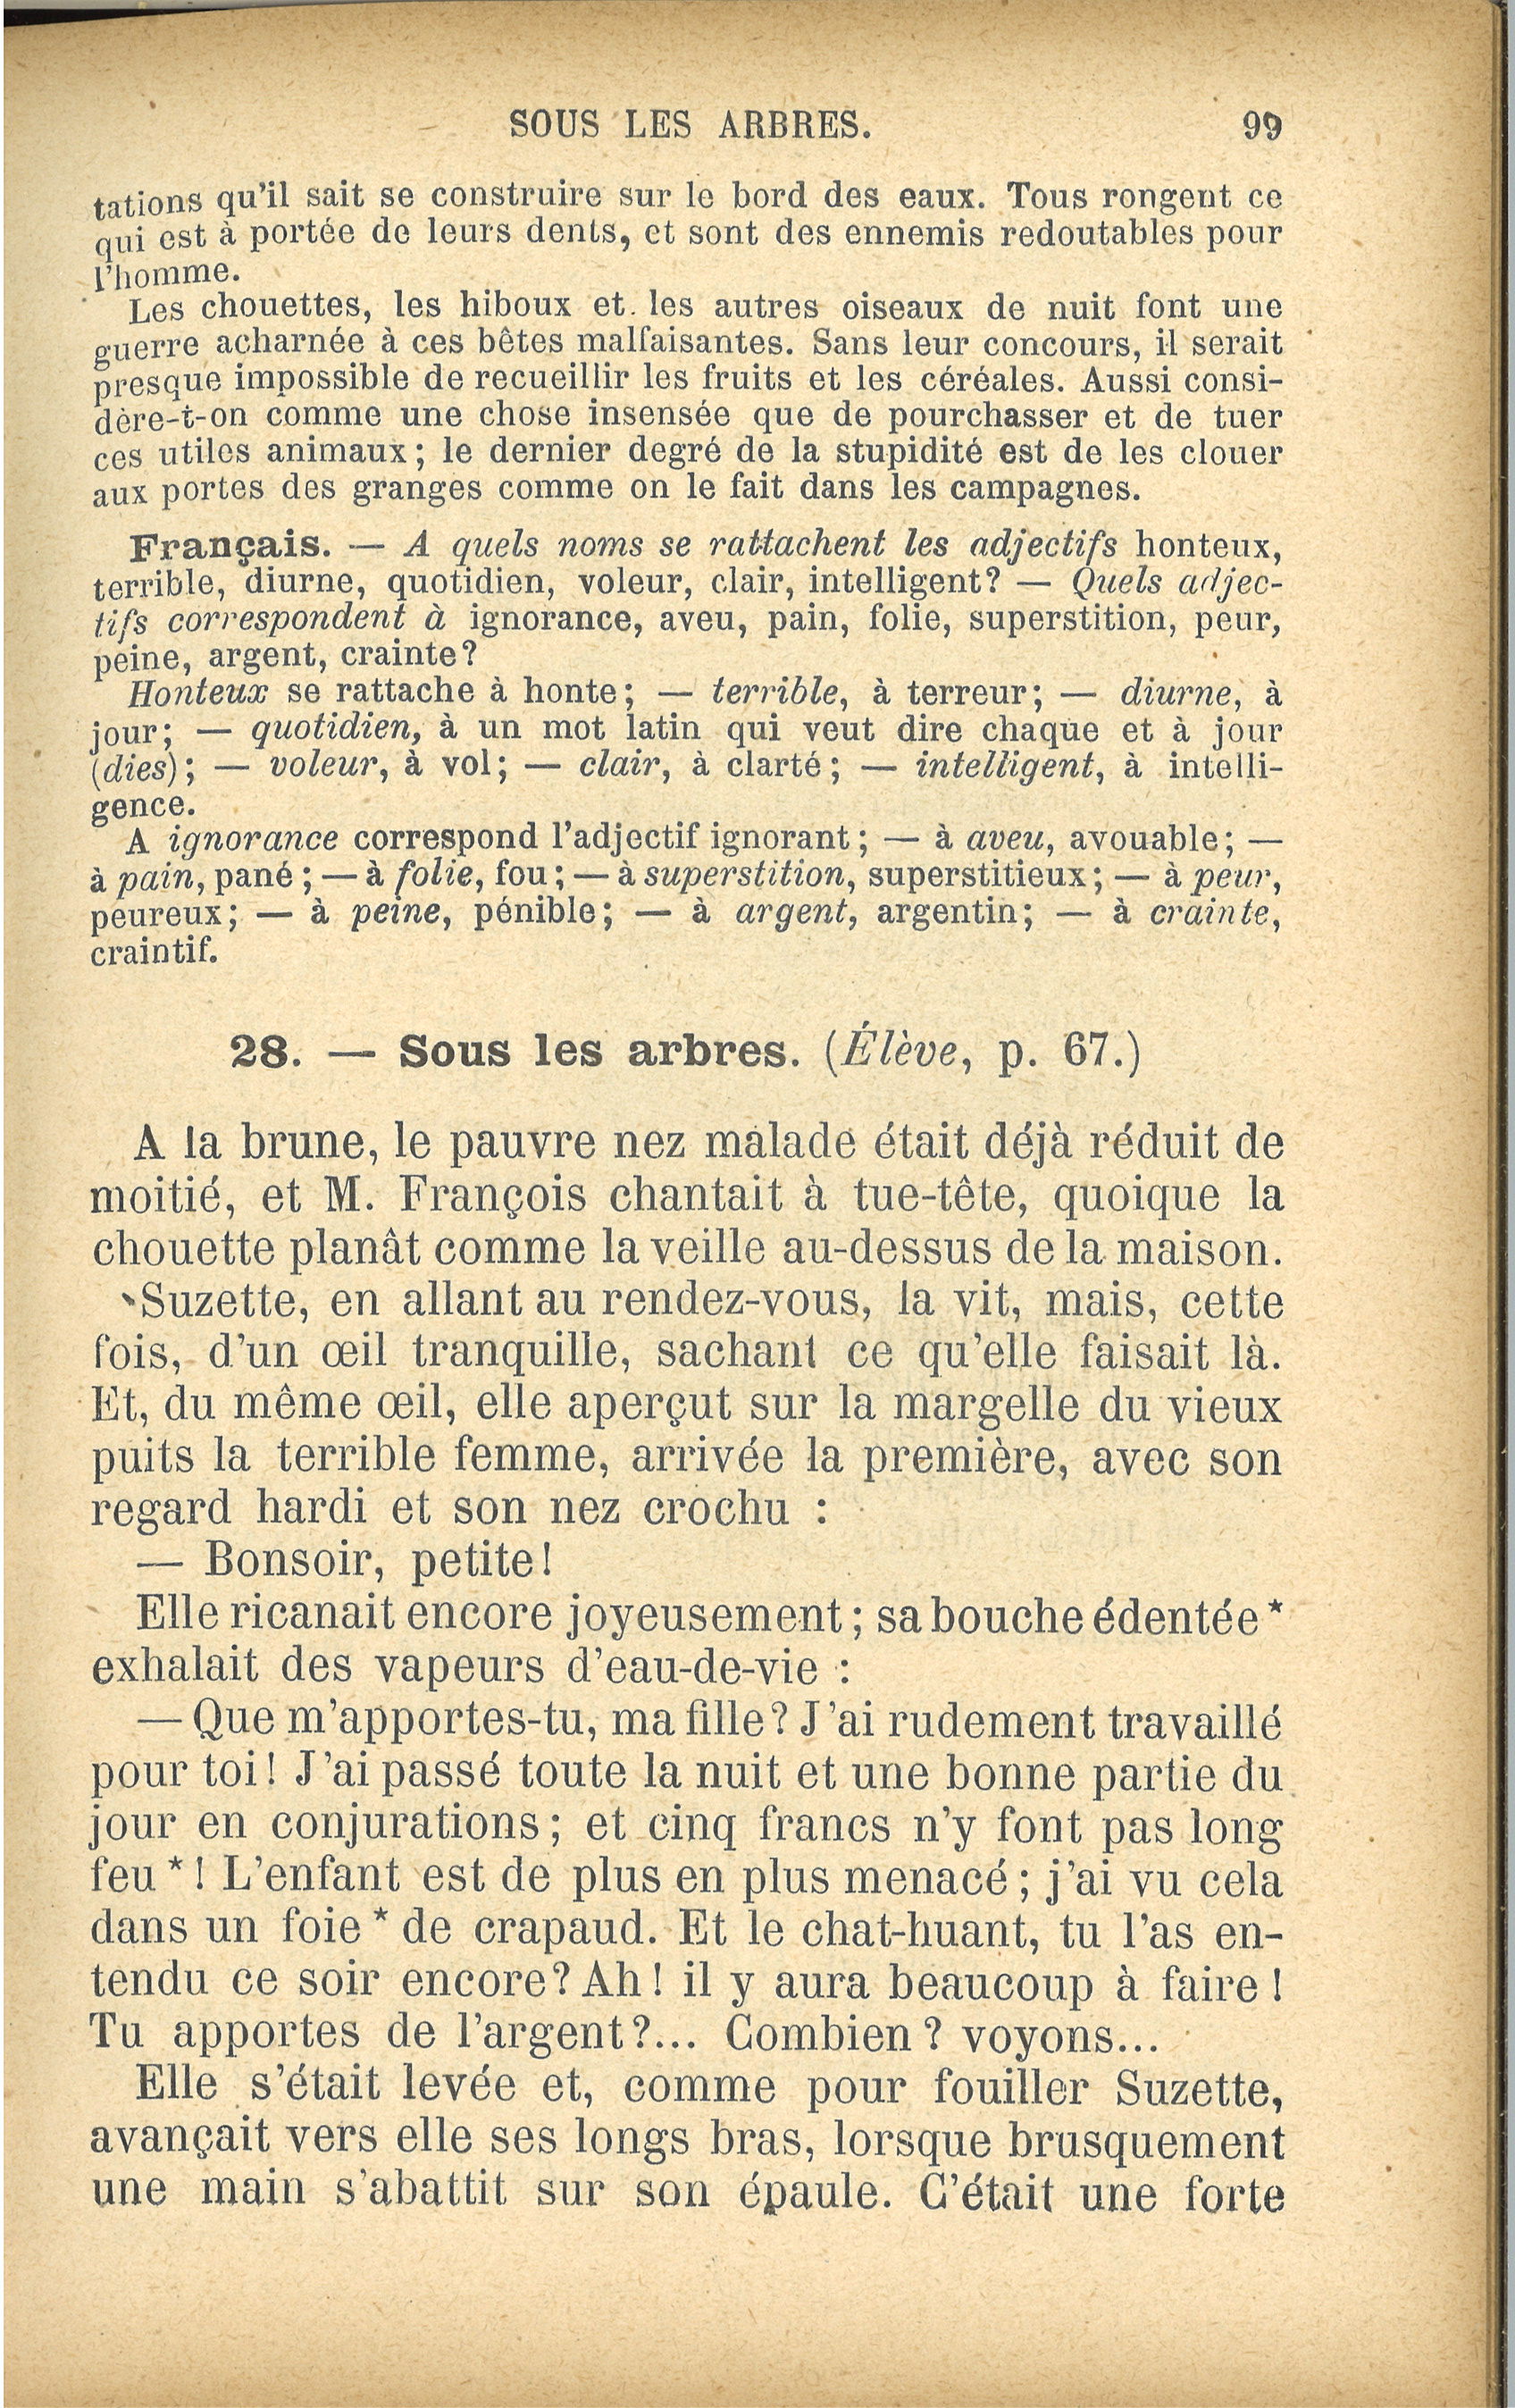 SOUS LES ARBRES. 99
tations qu'il sait se construire sur le bord des eaux. Tous rongent ce
qui est à portée de leurs dents, et sont des ennemis redoutables pour
l'homme.
Les chouettes, les hiboux et les autres oiseaux de nuit font une
guerre acharnée à ces bêtes malfaisantes. Sans leur concours, il serait
presque impossible de recueillir les fruits et les céréales. Aussi consi-
dère-t-on comme une chose insensée que de pourchasser et de tuer
ces utiles animaux; le dernier degré de la stupidité est de les clouer
aux portes des granges comme on le fait dans les campagnes.
Français. — A quels noms se rattachent les adjectifs honteux,
terrible, diurne, quotidien, voleur, clair, intelligent? — Quels adjec-
tifs correspondent à ignorance, aveu, pain, folie, superstition, peur,
peine, argent, crainte?
Honteux se rattache à honte; — terrible, à terreur; — diurne, à
jour; — quotidien, à un mot latin qui veut dire chaque et à jour
(dies); — voleur, à vol; — clair, à clarté; — intelligent, à intelli-
gence.
A ignorance correspond l'adjectif ignorant; — à aveu, avouable; —
à pain, pané; — à folie, fou; — à superstition, superstitieux; — à peur,
peureux; — à peine, pénible; — à argent, argentin; — à crainte,
craintif.
28. — Sous les arbres. (Élève, p. 67.)
A la brune, le pauvre nez malade était déjà réduit de
moitié, et M. François chantait à tue-tête, quoique la
chouette planât comme la veille au-dessus de la maison.
Suzette, en allant au rendez-vous, la vit, mais, cette
fois, d'un œil tranquille, sachant ce qu'elle faisait là.
Et, du même œil, elle aperçut sur la margelle du vieux
puits la terrible femme, arrivée la première, avec son
regard hardi et son nez crochu :
— Bonsoir, petite!
Elle ricanait encore joyeusement; sa bouche édentée*
exhalait des vapeurs d'eau-de-vie :
— Que m'apportes-tu, ma fille? J'ai rudement travaillé
pour toi! J'ai passé toute la nuit et une bonne partie du
jour en conjurations; et cinq francs n'y font pas long
feu*! L'enfant est de plus en plus menacé; j'ai vu cela
dans un foie* de crapaud. Et le chat-huant, tu l'as en-
tendu ce soir encore? Ah! il y aura beaucoup à faire!
Tu apportes de l'argent?... Combien? voyons...
Elle s'était levée et, comme pour fouiller Suzette,
avançait vers elle ses longs bras, lorsque brusquement
une main s'abattit sur son épaule. C'était une forte